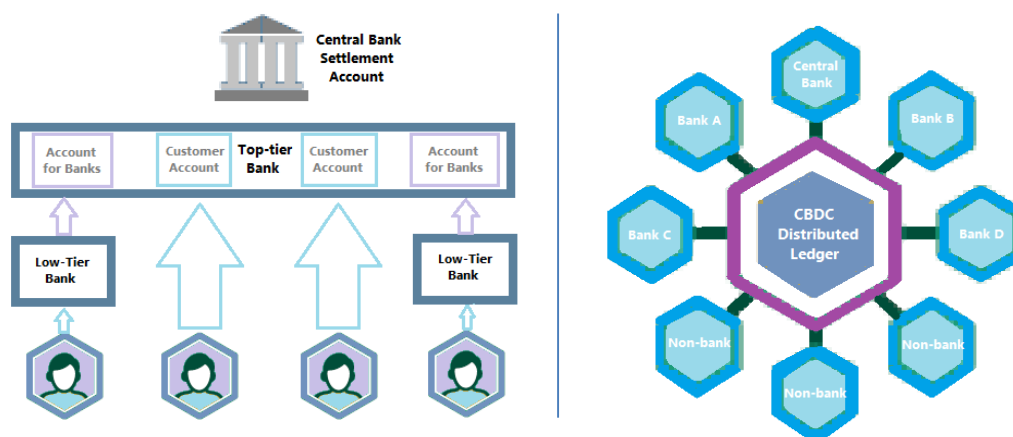 Central Bank
Settlement
Account
Account
for Banks
Customer
Account
Top-tier
Bank
Customer
Account
Account
for Banks
Low-Tier
Bank
Low-Tier
Bank
Central
Bank
Bank A
Bank B
Bank C
CBDC
Distributed
Ledger
Bank D
Non-bank
Non-bank
Non-bank